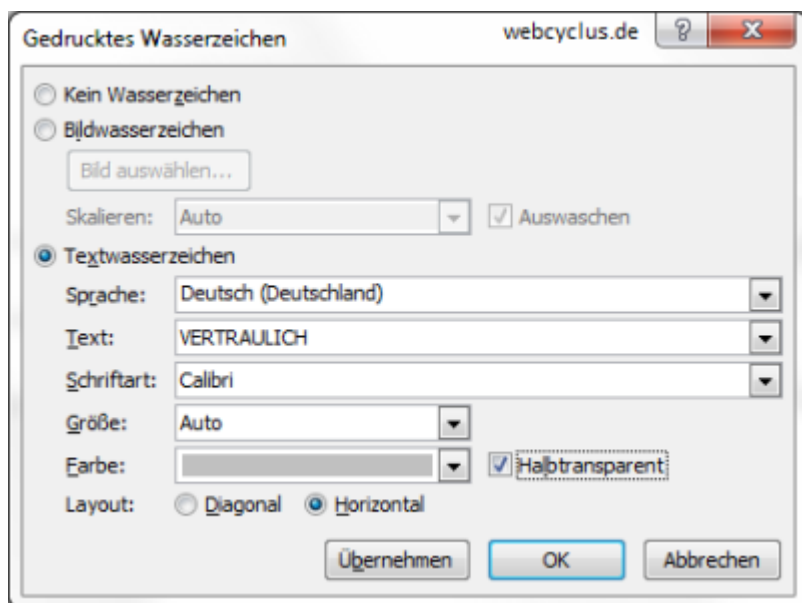 Gedrucktes Wasserzeichen webcyclus.de ?
Kein Wasserzeichen
Bildwasserzeichen
Bild auswählen...
Skalieren: Auto Auswaschen
Textwasserzeichen
Sprache: Deutsch (Deutschland)
Text: VERTRAULICH
Schriftart: Calibri
Größe: Auto
Farbe: Halbtransparent
Layout: Diagonal Horizontal
Übernehmen OK Abbrechen